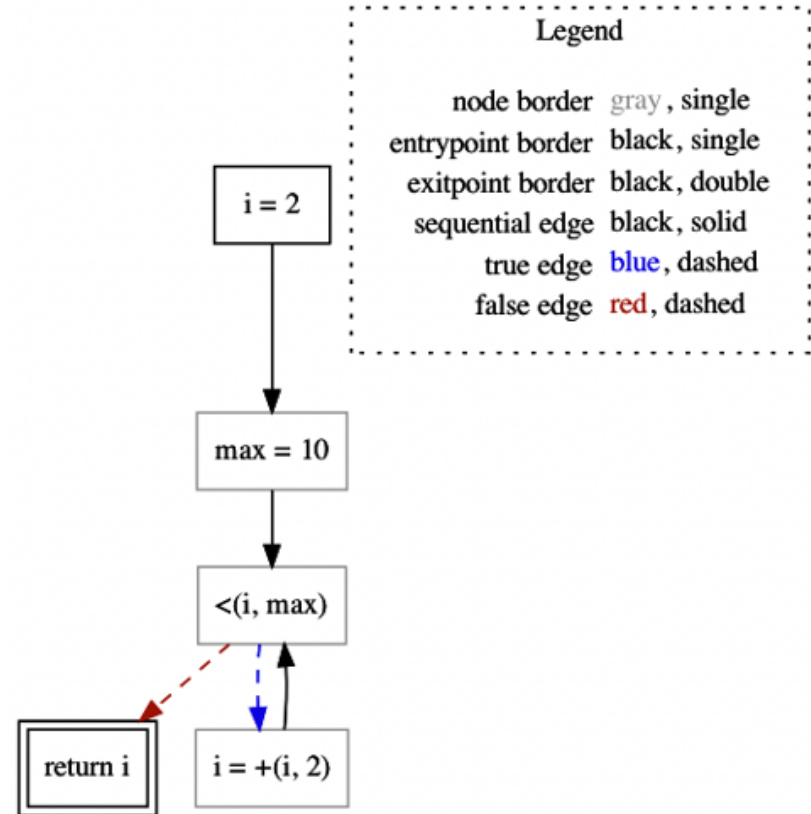 Legend
node border gray, single
entrypoint border black, single
exitpoint border black, double
sequential edge black, solid
true edge blue, dashed
false edge red, dashed
i = 2
max = 10
<(i, max)
return i
i = +(i, 2)